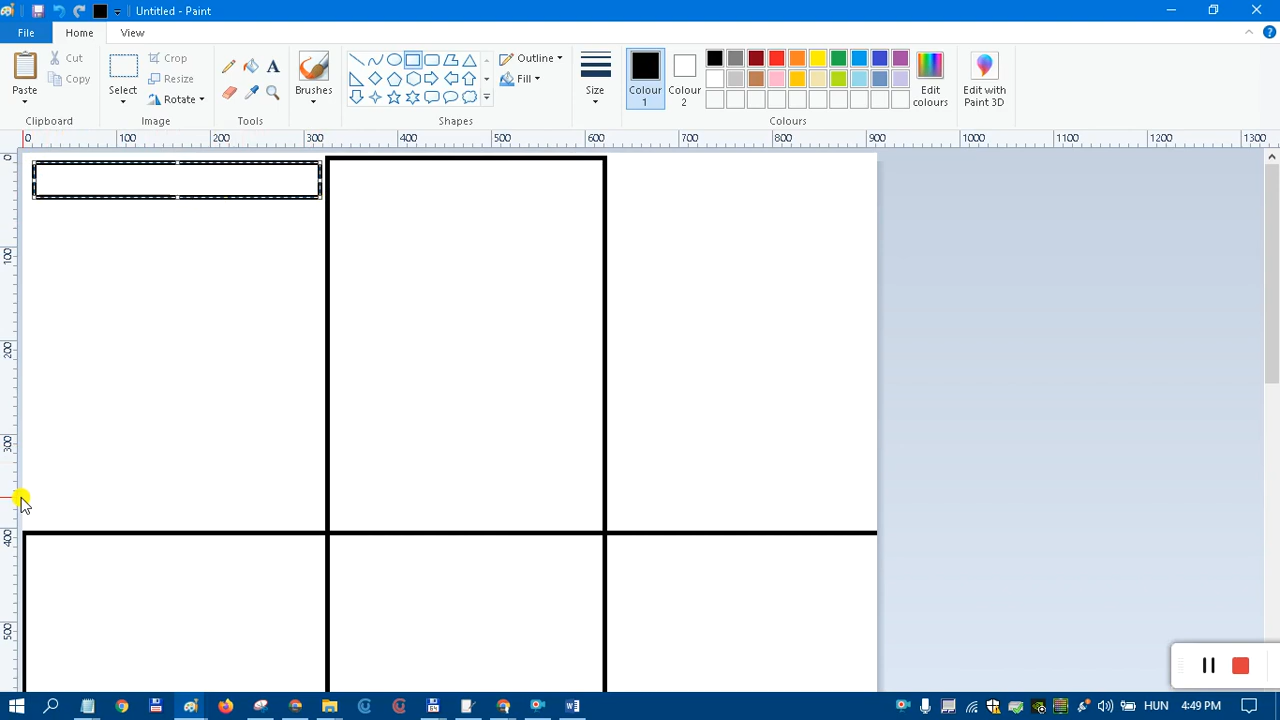 Untitled - Paint
File Home View
Paste Cut Copy Clipboard
Select Crop Resize Rotate Image
Tools
Brushes
Outline Fill Shapes
Size
Colour 1 Colour 2 Edit colours Colours
Edit with Paint 3D
0 100 200 300 400 500 600 700 800 900 1000 1100 1200 1300
0
100
200
300
400
500
HUN 4:49 PM